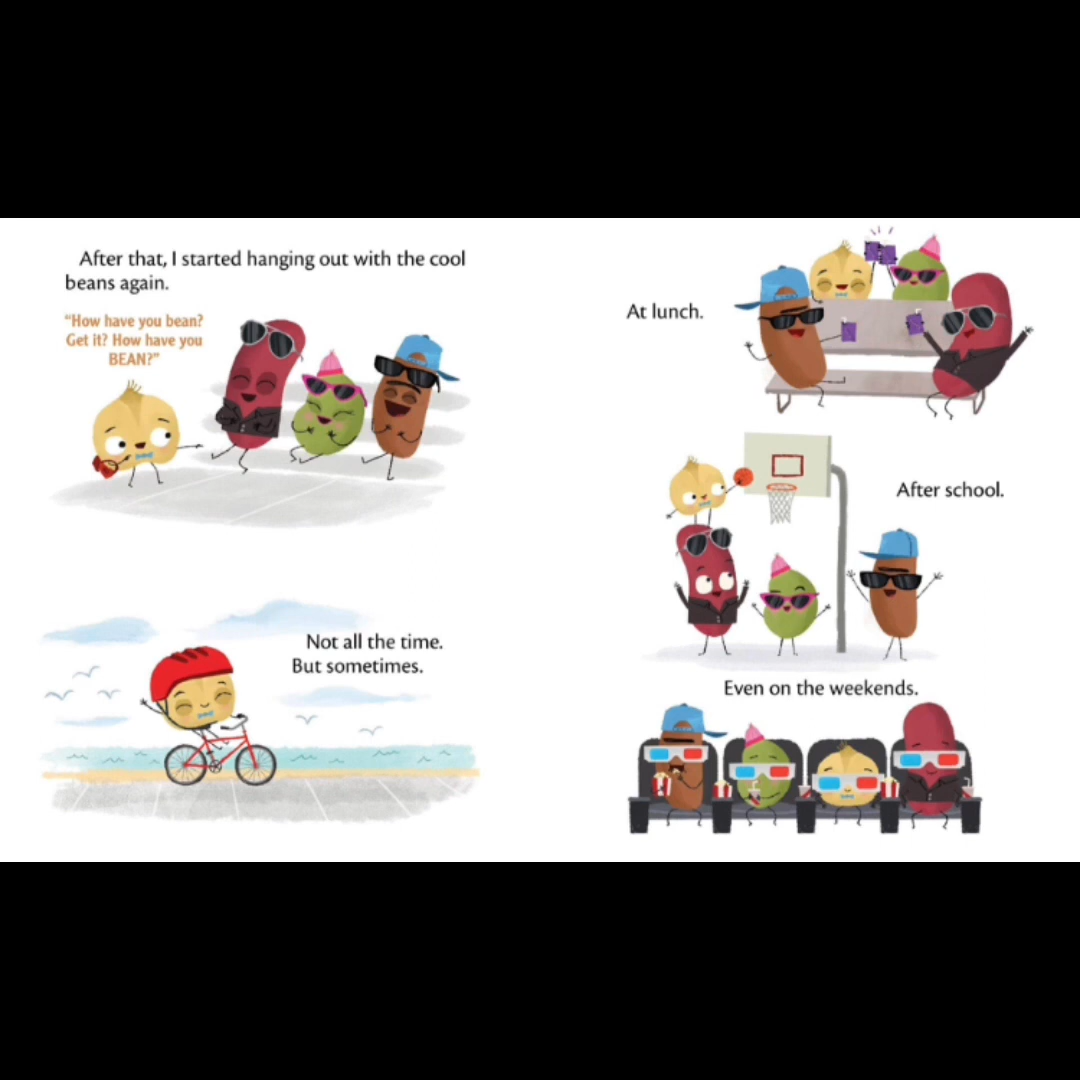 After that, I started hanging out with the cool
beans again.
"How have you bean?
Get it? How have you
BEAN?"
Not all the time.
But sometimes.
At lunch.
After school.
Even on the weekends.